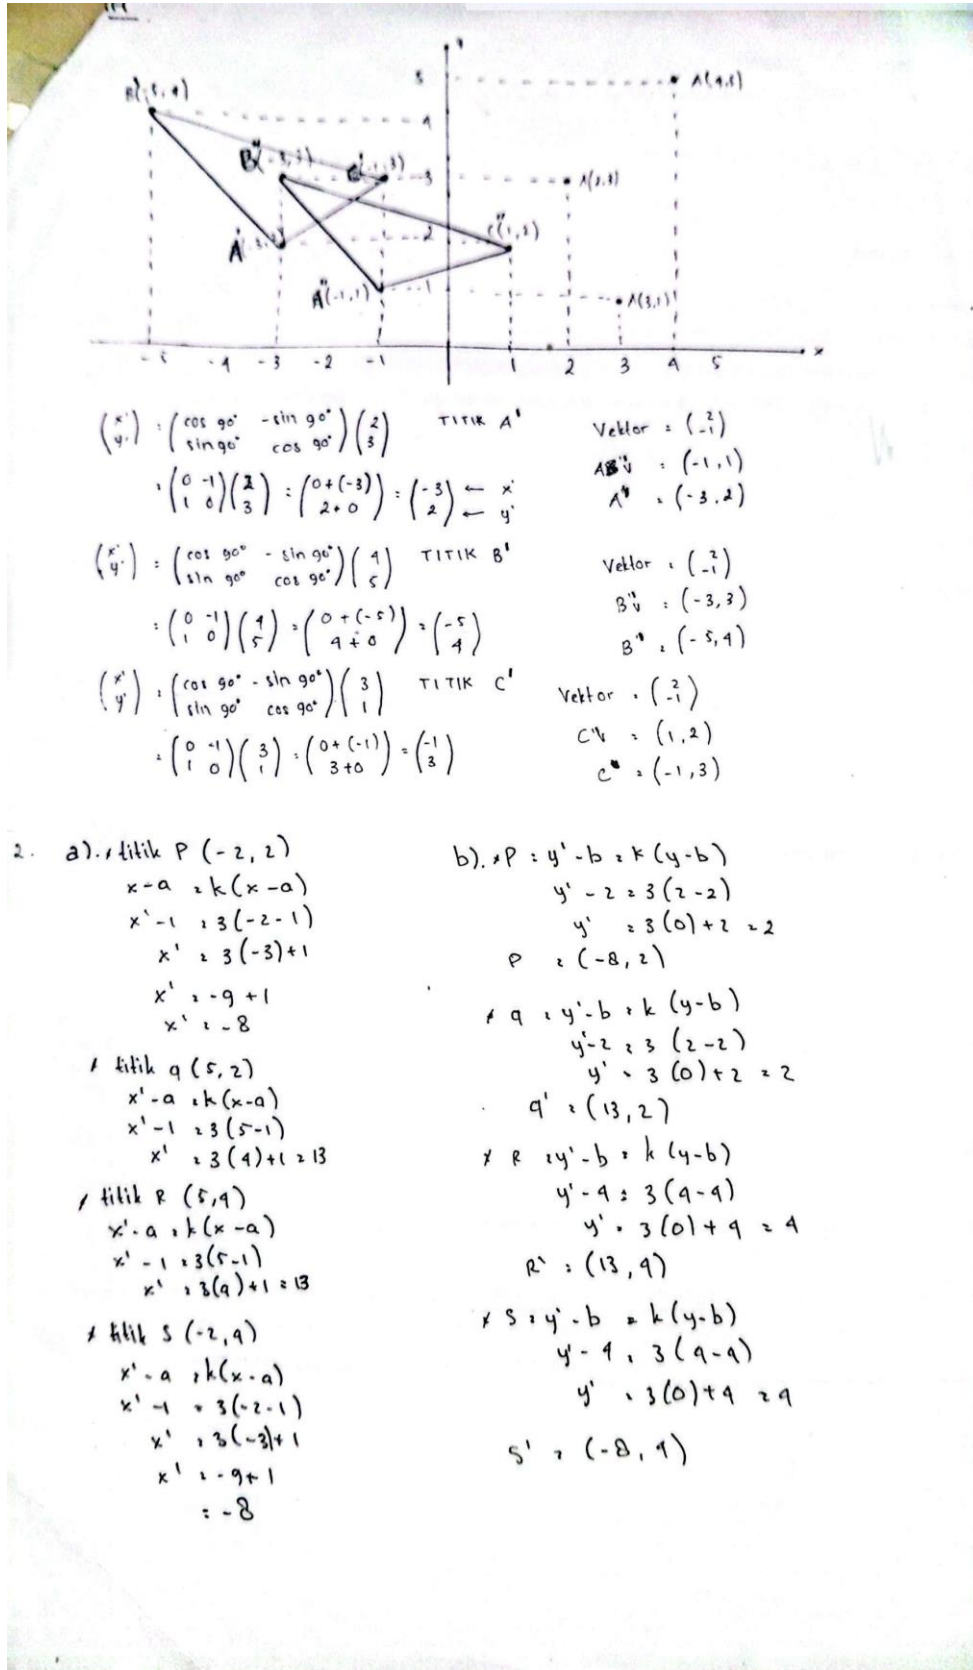 y
5
A(4,5)
B'(-5,4)
4
B"(-3,3)
C'(-1,3)
3
A(2,3)
A'(-3,2)
2
C"(1,2)
A"(-1,1)
1
A(3,1)
-5 -4 -3 -2 -1 1 2 3 4 5 x
(x' y') = (cos 90° -sin 90° sin 90° cos 90°)(2 3) TITIK A'
= (0 -1 1 0)(2 3) = (0+(-3) 2+0) = (-3 2) ← x' ← y'
Vektor = (2 -1)
= (-1,1)
A" = (-3,2)
(x' y') = (cos 90° -sin 90° sin 90° cos 90°)(4 5) TITIK B'
= (0 -1 1 0)(4 5) = (0+(-5) 4+0) = (-5 4)
Vektor = (2 -1)
B" = (-3,3)
B" = (-5,4)
(x' y') = (cos 90° -sin 90° sin 90° cos 90°)(3 1) TITIK C'
= (0 -1 1 0)(3 1) = (0+(-1) 3+0) = (-1 3)
Vektor = (2 -1)
C" = (1,2)
= (-1,3)
2. a). * titik P (-2,2)
x-a = k(x-a)
x'-1 = 3(-2-1)
x' = 3(-3)+1
x' = -9+1
x' = -8
* titik q (5,2)
x'-a = k(x-a)
x'-1 = 3(5-1)
x' = 3(4)+1 = 13
* titik R (5,4)
x'-a = k(x-a)
x'-1 = 3(5-1)
x' = 3(4)+1 = 13
* titik S (-2,4)
x'-a = k(x-a)
x'-1 = 3(-2-1)
x' = 3(-3)+1
x' = -9+1
= -8
b). * P = y'-b = k(y-b)
y'-2 = 3(2-2)
y' = 3(0)+2 = 2
P = (-8,2)
* q = y'-b = k(y-b)
y'-2 = 3(2-2)
y' = 3(0)+2 = 2
q' = (13,2)
* R = y'-b = k(y-b)
y'-4 = 3(4-4)
y' = 3(0)+4 = 4
R' = (13,4)
* S = y'-b = k(y-b)
y'-4 = 3(4-4)
y' = 3(0)+4 = 4
S' = (-8,4)